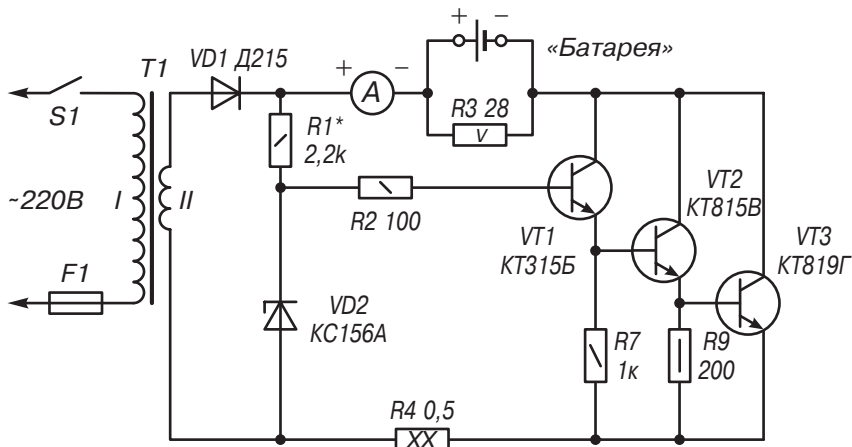 S1
~220В
F1
T1
I
II
VD1 Д215
R1*
2,2k
+
А
−
+
−
«Батарея»
R3 28
V
R2 100
VD2
КС156А
VT1
КТ315Б
VT2
КТ815В
VT3
КТ819Г
R7
1к
R9
200
R4 0,5
XX